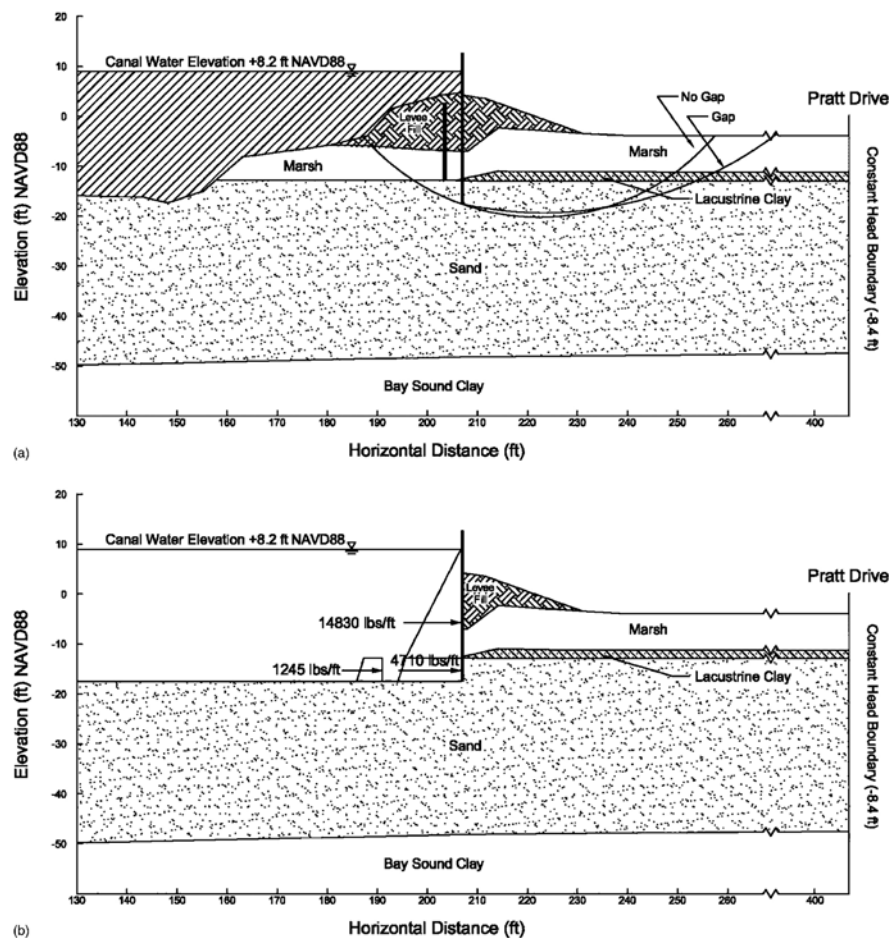 20
10
0
-10
-20
-30
-40
-50
Elevation (ft) NAVD88
Canal Water Elevation +8.2 ft NAVD88
Levee
Fill
Marsh
No Gap
Gap
Pratt Drive
Marsh
Lacustrine Clay
Sand
Bay Sound Clay
Constant Head Boundary (-8.4 ft)
130 140 150 160 170 180 190 200 210 220 230 240 250 260 400
Horizontal Distance (ft)
(a)
20
10
0
-10
-20
-30
-40
-50
Elevation (ft) NAVD88
Canal Water Elevation +8.2 ft NAVD88
Levee
Fill
Pratt Drive
14830 lbs/ft
Marsh
1245 lbs/ft
4710 lbs/ft
Lacustrine Clay
Sand
Bay Sound Clay
Constant Head Boundary (-8.4 ft)
130 140 150 160 170 180 190 200 210 220 230 240 250 260 400
Horizontal Distance (ft)
(b)